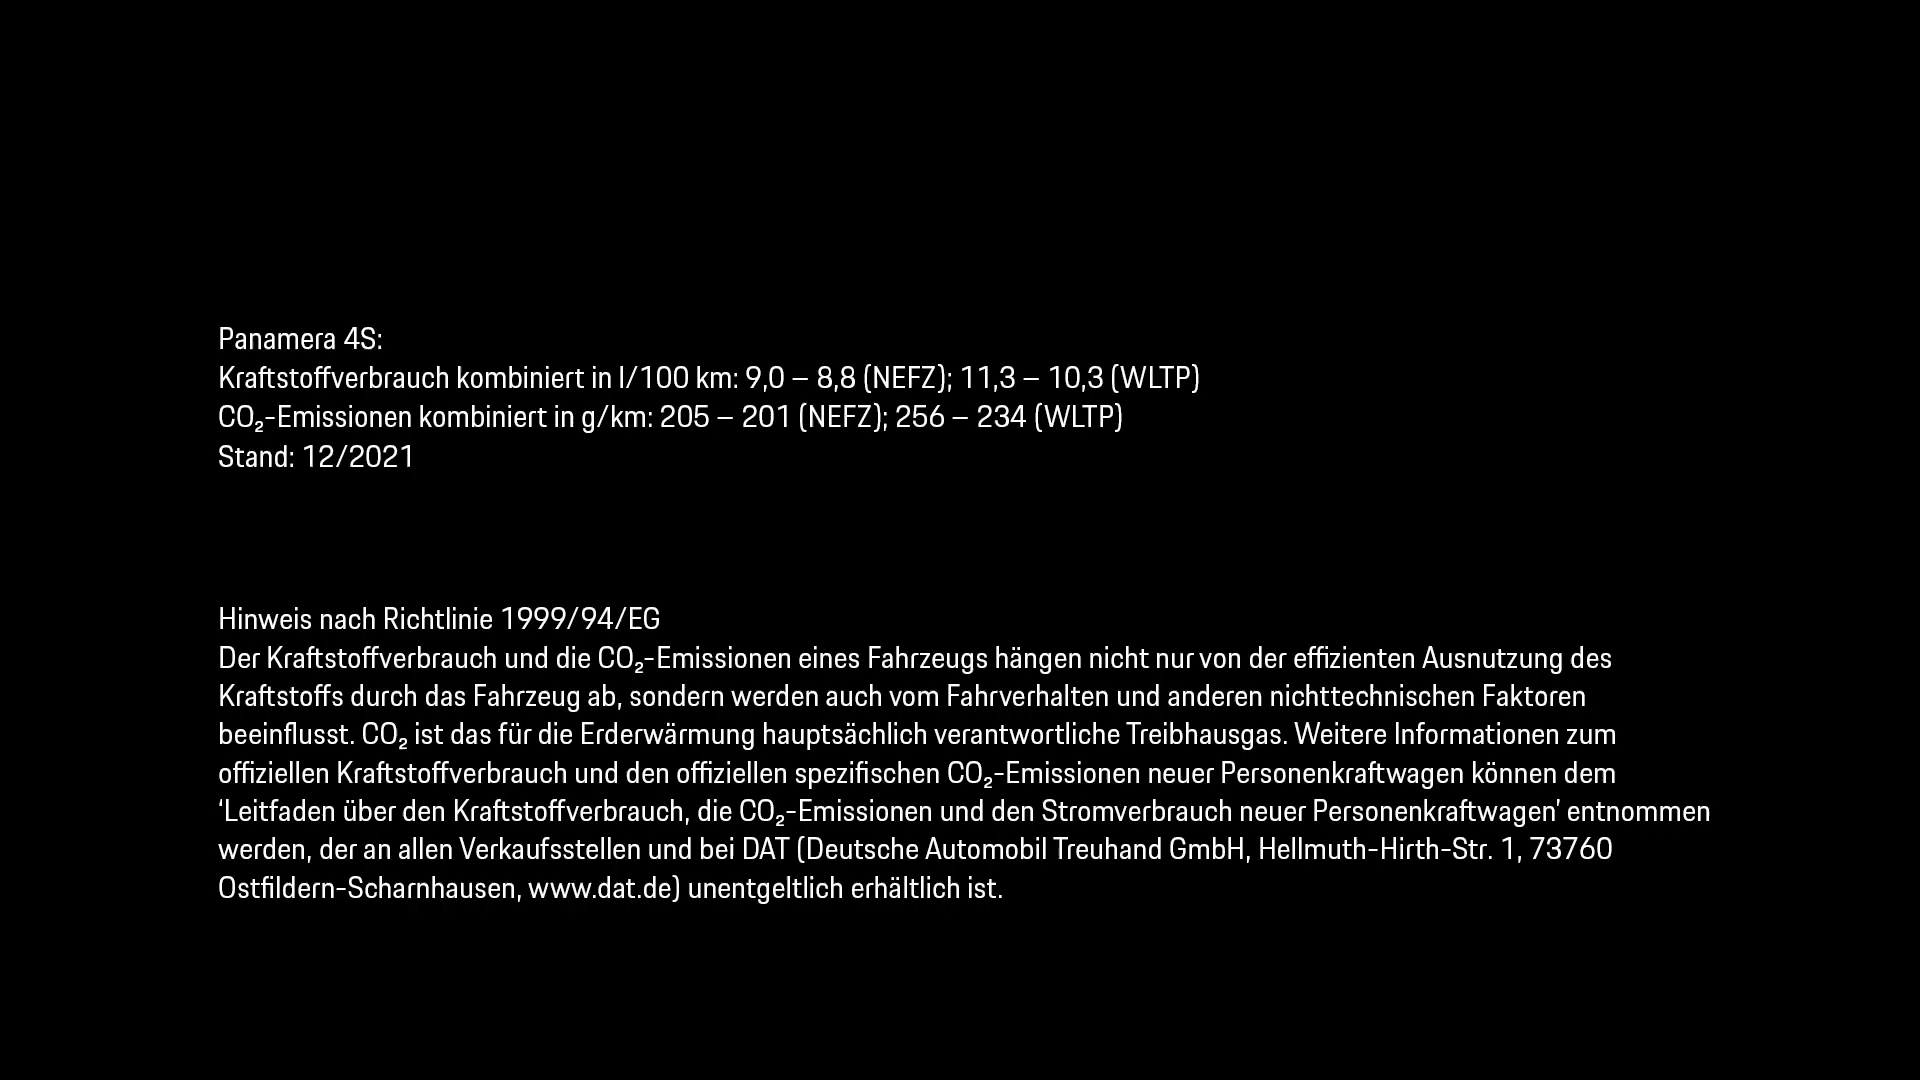 Panamera 4S:
Kraftstoffverbrauch kombiniert in l/100 km: 9,0 – 8,8 (NEFZ); 11,3 – 10,3 (WLTP)
CO₂-Emissionen kombiniert in g/km: 205 – 201 (NEFZ); 256 – 234 (WLTP)
Stand: 12/2021
Hinweis nach Richtlinie 1999/94/EG
Der Kraftstoffverbrauch und die CO₂-Emissionen eines Fahrzeugs hängen nicht nur von der effizienten Ausnutzung des
Kraftstoffs durch das Fahrzeug ab, sondern werden auch vom Fahrverhalten und anderen nichttechnischen Faktoren
beeinflusst. CO₂ ist das für die Erderwärmung hauptsächlich verantwortliche Treibhausgas. Weitere Informationen zum
offiziellen Kraftstoffverbrauch und den offiziellen spezifischen CO₂-Emissionen neuer Personenkraftwagen können dem
‘Leitfaden über den Kraftstoffverbrauch, die CO₂-Emissionen und den Stromverbrauch neuer Personenkraftwagen’ entnommen
werden, der an allen Verkaufsstellen und bei DAT (Deutsche Automobil Treuhand GmbH, Hellmuth-Hirth-Str. 1, 73760
Ostfildern-Scharnhausen, www.dat.de) unentgeltlich erhältlich ist.